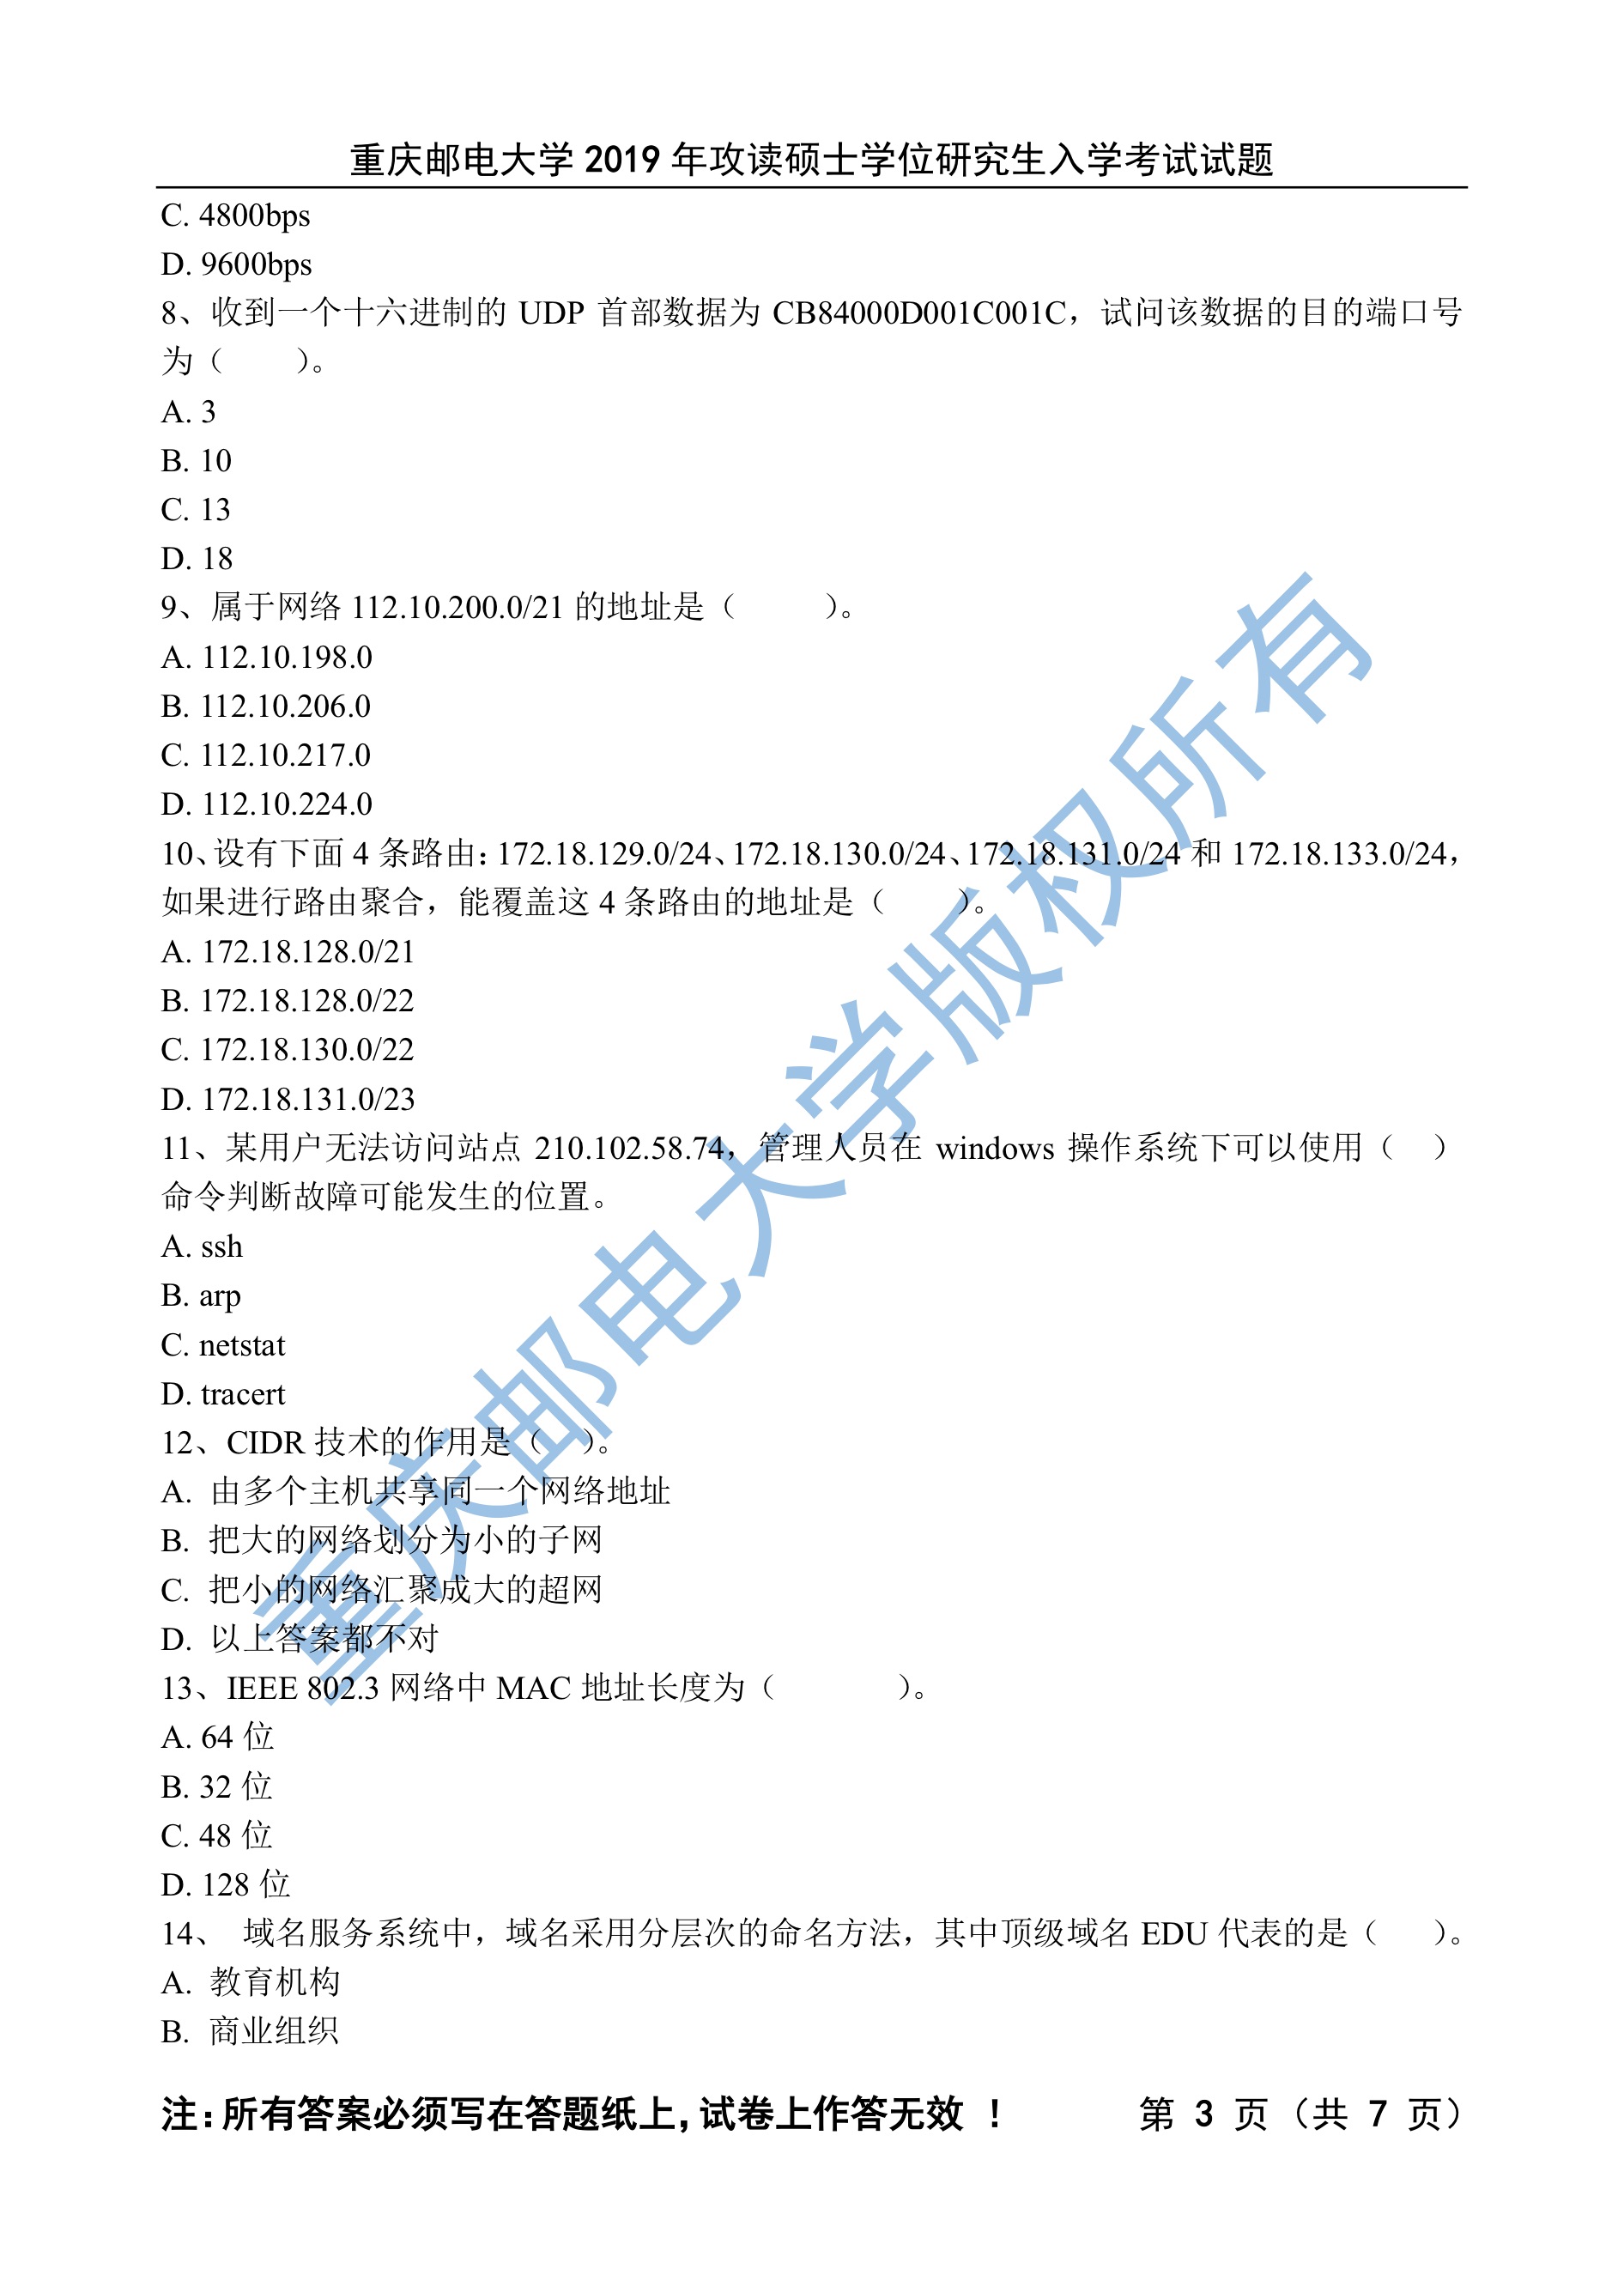 重庆邮电大学 2019 年攻读硕士学位研究生入学考试试题
C. 4800bps
D. 9600bps
8、收到一个十六进制的 UDP 首部数据为 CB84000D001C001C，试问该数据的目的端口号
为（　　）。
A. 3
B. 10
C. 13
D. 18
9、属于网络 112.10.200.0/21 的地址是（　　）。
A. 112.10.198.0
B. 112.10.206.0
C. 112.10.217.0
D. 112.10.224.0
10、设有下面 4 条路由：172.18.129.0/24、172.18.130.0/24、172.18.131.0/24 和 172.18.133.0/24，
如果进行路由聚合，能覆盖这 4 条路由的地址是（　　）。
A. 172.18.128.0/21
B. 172.18.128.0/22
C. 172.18.130.0/22
D. 172.18.131.0/23
11、某用户无法访问站点 210.102.58.74，管理人员在 windows 操作系统下可以使用（　）
命令判断故障可能发生的位置。
A. ssh
B. arp
C. netstat
D. tracert
12、CIDR 技术的作用是（　）。
A. 由多个主机共享同一个网络地址
B. 把大的网络划分为小的子网
C. 把小的网络汇聚成大的超网
D. 以上答案都不对
13、IEEE 802.3 网络中 MAC 地址长度为（　　）。
A. 64 位
B. 32 位
C. 48 位
D. 128 位
14、 域名服务系统中，域名采用分层次的命名方法，其中顶级域名 EDU 代表的是（　　）。
A. 教育机构
B. 商业组织
注：所有答案必须写在答题纸上，试卷上作答无效 ！ 第 3 页（共 7 页）
重庆邮电大学版权所有